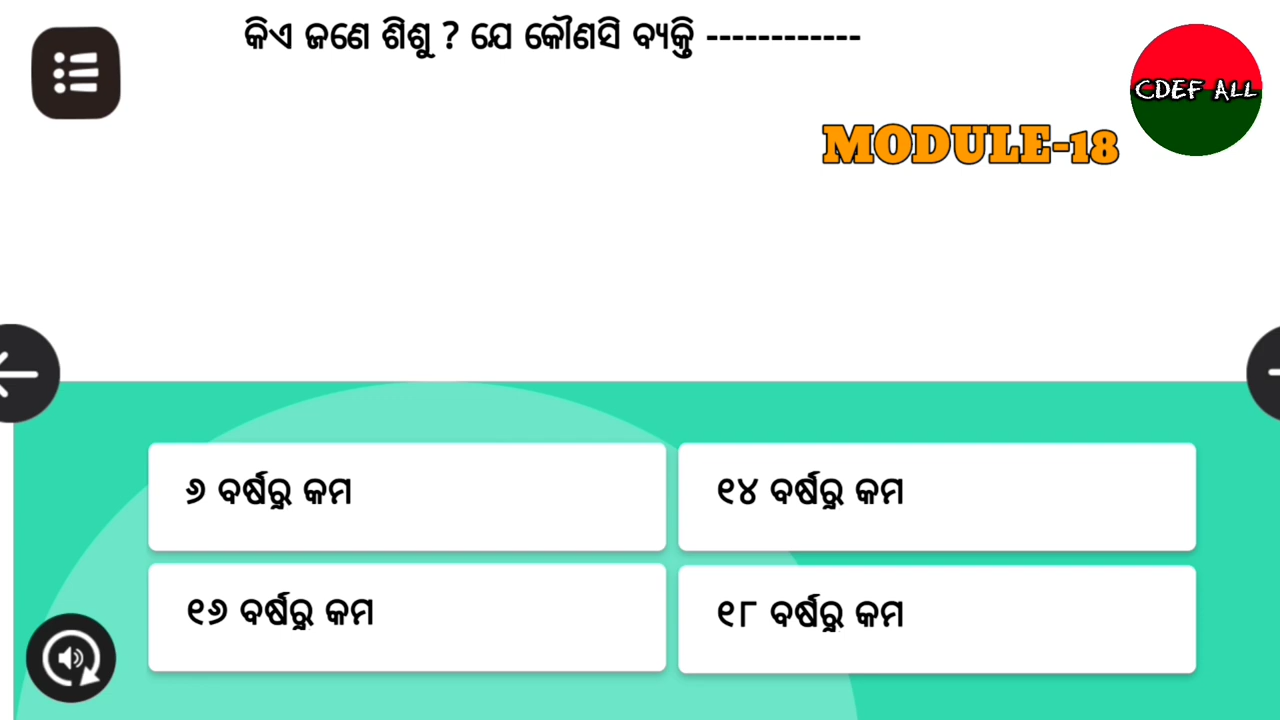 କିଏ ଜଣେ ଶିଶୁ ? ଯେ କୌଣସି ବ୍ୟକ୍ତି ------------
CDEF ALL
MODULE-18
୬ ବର୍ଷରୁ କମ
୧୪ ବର୍ଷରୁ କମ
୧୬ ବର୍ଷରୁ କମ
୧୮ ବର୍ଷରୁ କମ